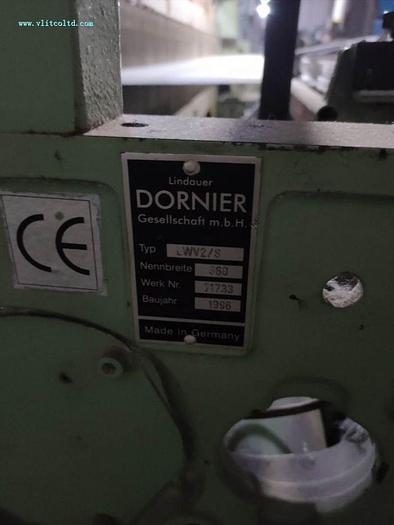 www.vlitcoltd.com
CE
Lindauer
DORNIER
Gesellschaft m.b.H.
Typ LWV2/S
Nennbreite 360
Werk Nr.
Baujahr 1996
Made in Germany